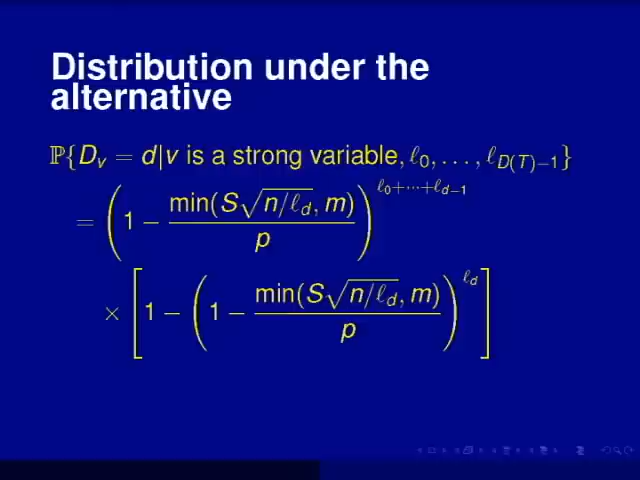 Distribution under the
alternative
ℙ{D_v = d|v is a strong variable, ℓ_0, . . . , ℓ_{D(T)−1}}
= (1 − min(S√(n/ℓ_d), m)/p)^{ℓ_0+···+ℓ_{d−1}}
× [1 − (1 − min(S√(n/ℓ_d), m)/p)^{ℓ_d}]